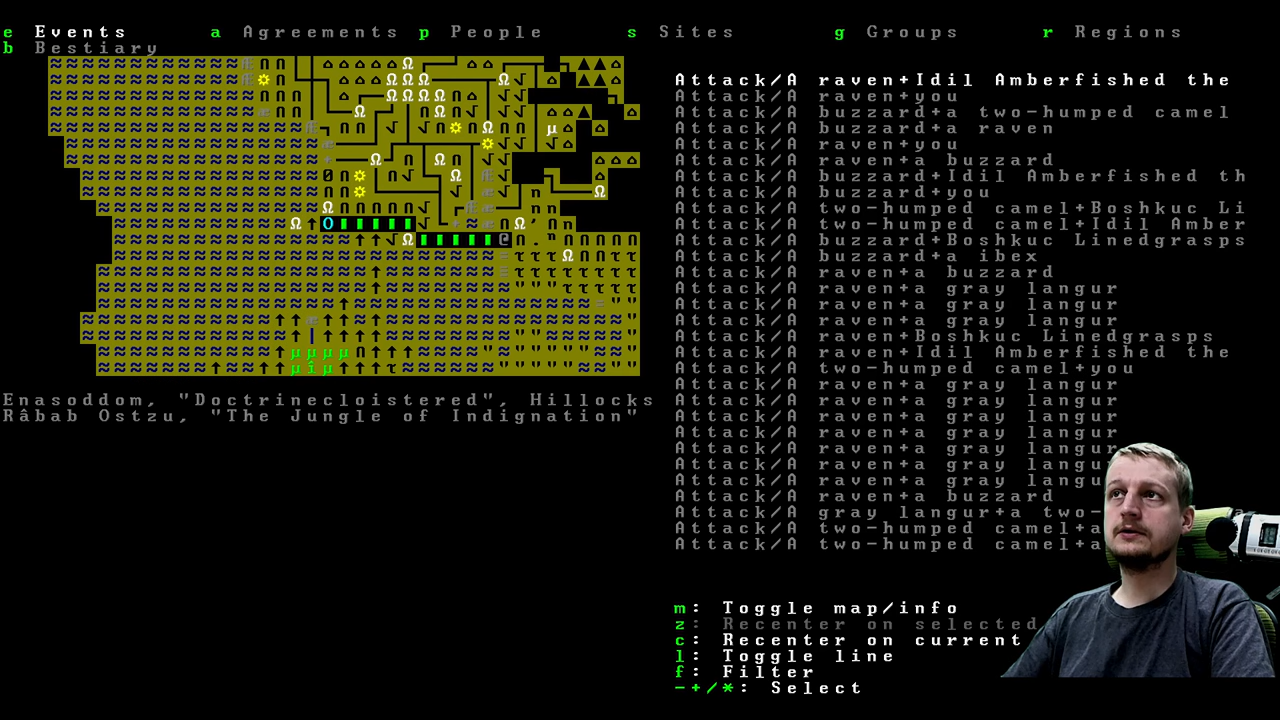 e Events a Agreements p People s Sites g Groups r Regions
b Bestiary
Attack/A raven+Idil Amberfished the
Attack/A raven+you
Attack/A buzzard+a two-humped camel
Attack/A buzzard+a raven
Attack/A raven+you
Attack/A raven+a buzzard
Attack/A buzzard+Idil Amberfished th
Attack/A buzzard+you
Attack/A two-humped camel+Boshkuc Li
Attack/A two-humped camel+Idil Amber
Attack/A buzzard+Boshkuc Linedgrasps
Attack/A buzzard+a ibex
Attack/A raven+a buzzard
Attack/A raven+a gray langur
Attack/A raven+a gray langur
Attack/A raven+a gray langur
Attack/A raven+Boshkuc Linedgrasps
Attack/A raven+Idil Amberfished the
Attack/A two-humped camel+you
Attack/A raven+a gray langur
Attack/A raven+a gray langur
Attack/A raven+a gray langur
Attack/A raven+a gray langur
Attack/A raven+a gray langur
Attack/A raven+a gray lang
Attack/A raven+a gray langu
Attack/A raven+a buzzard
Attack/A gray langur+a two-
Attack/A two-humped camel+a
Attack/A two-humped camel+a
Enasoddom, "Doctrinecloistered", Hillocks
Râbab Ostzu, "The Jungle of Indignation"
m: Toggle map/info
z: Recenter on selected
c: Recenter on current
l: Toggle line
f: Filter
-+/*: Select